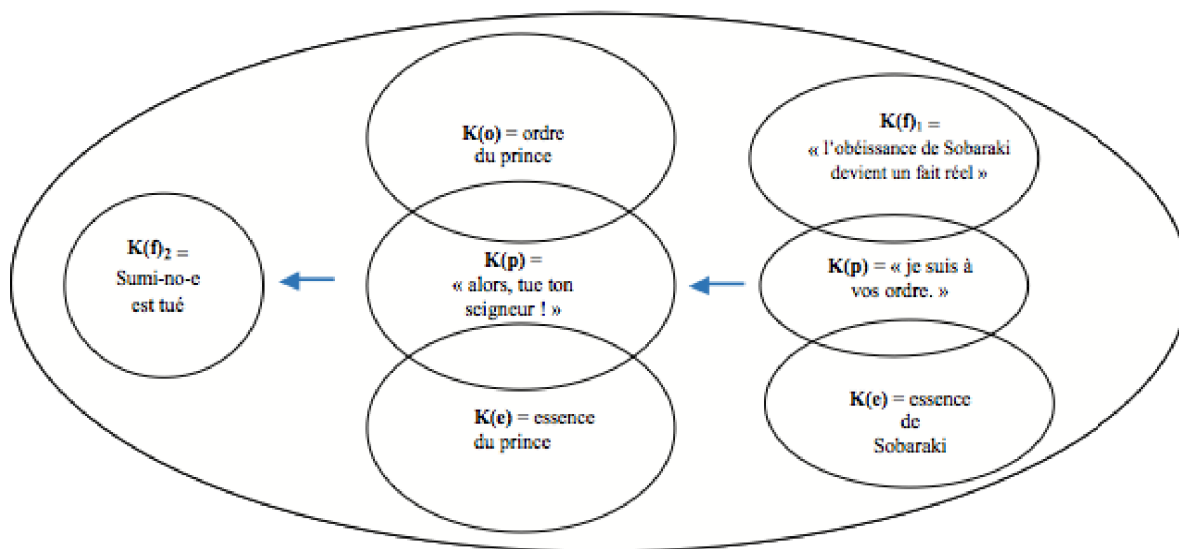 K(f)₂ =
Sumi-no-e
est tué
K(o) = ordre
du prince
K(p) =
« alors, tue ton
seigneur ! »
K(e) = essence
du prince
K(f)₁ =
« l’obéissance de Sobaraki
devient un fait réel »
K(p) = « je suis à
vos ordre. »
K(e) = essence
de
Sobaraki